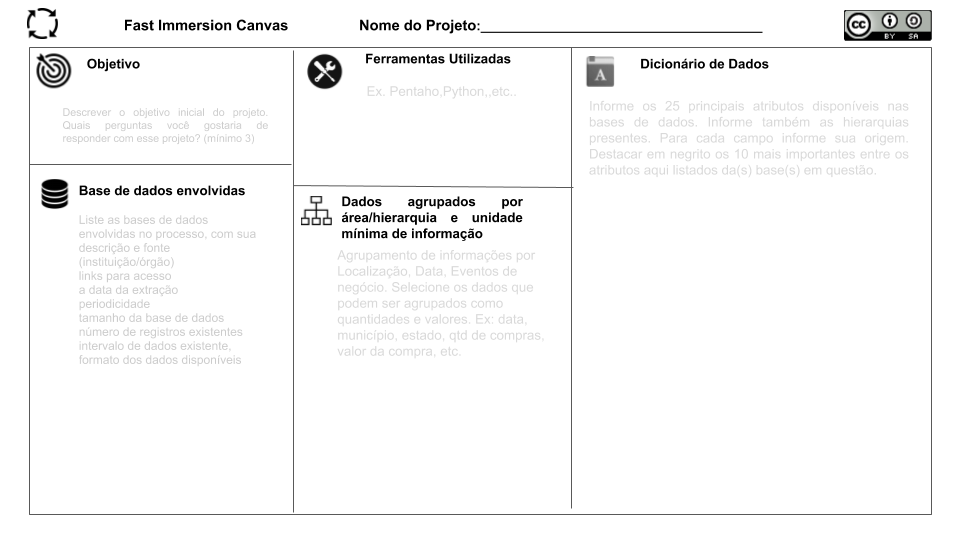 Fast Immersion Canvas
Nome do Projeto:___________________________________
cc BY SA
Objetivo
Descrever o objetivo inicial do projeto.
Quais perguntas você gostaria de
responder com esse projeto? (mínimo 3)
Base de dados envolvidas
Liste as bases de dados
envolvidas no processo, com sua
descrição e fonte
(instituição/órgão)
links para acesso
a data da extração
periodicidade
tamanho da base de dados
número de registros existentes
intervalo de dados existente,
formato dos dados disponíveis
Ferramentas Utilizadas
Ex. Pentaho,Python,,etc..
Dados agrupados por
área/hierarquia e unidade
mínima de informação
Agrupamento de informações por
Localização, Data, Eventos de
negócio. Selecione os dados que
podem ser agrupados como
quantidades e valores. Ex: data,
município, estado, qtd de compras,
valor da compra, etc.
A
Dicionário de Dados
Informe os 25 principais atributos disponíveis nas
bases de dados. Informe também as hierarquias
presentes. Para cada campo informe sua origem.
Destacar em negrito os 10 mais importantes entre os
atributos aqui listados da(s) base(s) em questão.